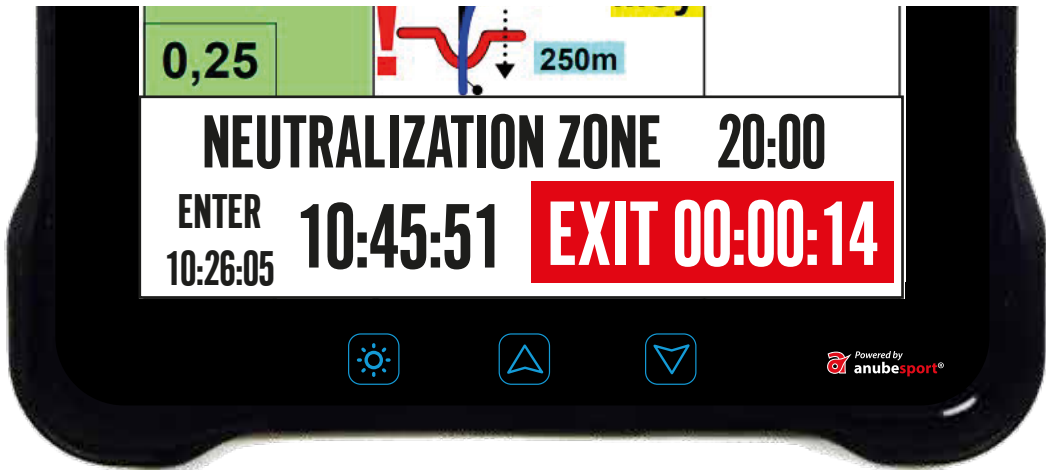 0,25
!
250m
NEUTRALIZATION ZONE 20:00
ENTER
10:26:05
10:45:51
EXIT 00:00:14
Powered by
anubesport®